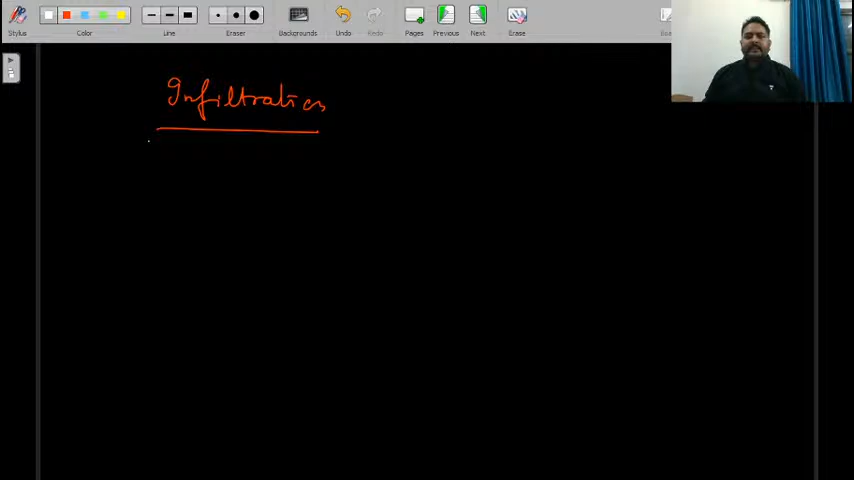 Stylus Color Line Eraser Backgrounds Undo Redo Pages Previous Next Erase
Infiltration